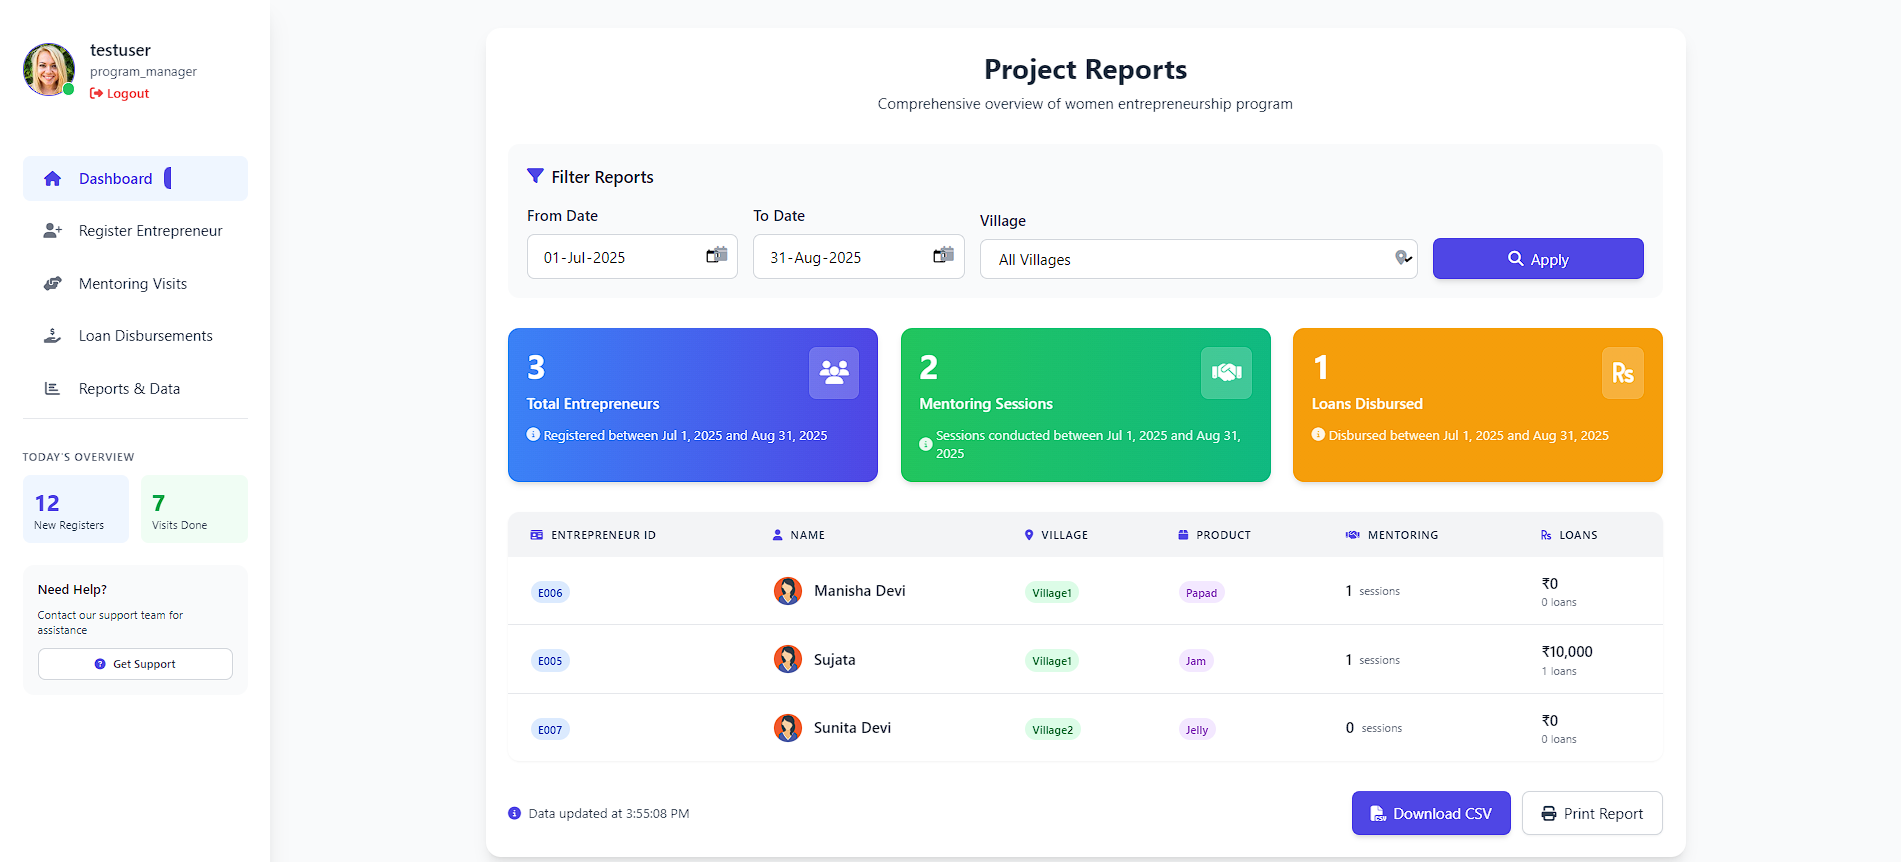 testuser
program_manager
Logout
Dashboard
Register Entrepreneur
Mentoring Visits
Loan Disbursements
Reports & Data
TODAY'S OVERVIEW
12
New Registers
7
Visits Done
Need Help?
Contact our support team for
assistance
Get Support
Project Reports
Comprehensive overview of women entrepreneurship program
Filter Reports
From Date
01-Jul-2025
To Date
31-Aug-2025
Village
All Villages
Apply
3
Total Entrepreneurs
Registered between Jul 1, 2025 and Aug 31, 2025
2
Mentoring Sessions
Sessions conducted between Jul 1, 2025 and Aug 31,
2025
1
Rs
Loans Disbursed
Disbursed between Jul 1, 2025 and Aug 31, 2025
ENTREPRENEUR ID NAME VILLAGE PRODUCT MENTORING Rs LOANS
E006 Manisha Devi Village1 Papad 1 sessions ₹0
0 loans
E005 Sujata Village1 Jam 1 sessions ₹10,000
1 loans
E007 Sunita Devi Village2 Jelly 0 sessions ₹0
0 loans
Data updated at 3:55:08 PM
CSV Download CSV
Print Report